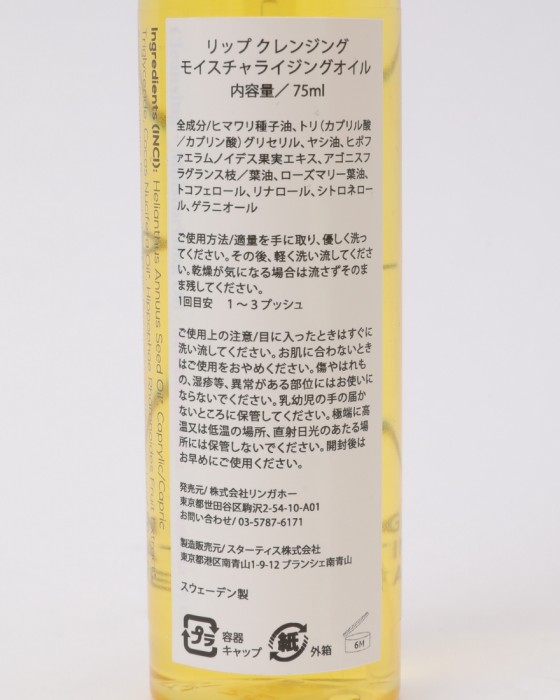 リップ クレンジング
モイスチャライジングオイル
内容量／75ml
全成分/ヒマワリ種子油、トリ（カプリル酸
／カプリン酸）グリセリル、ヤシ油、ヒポフ
ァエラムノイデス果実エキス、アゴニスフ
ラグランス枝／葉油、ローズマリー葉油、
トコフェロール、リナロール、シトロネロー
ル、ゲラニオール
ご使用方法/適量を手に取り、優しく洗っ
てください。その後、軽く洗い流してくださ
い。乾燥が気になる場合は流さずそのま
ま残してください。
1回目安　1～3プッシュ
ご使用上の注意/目に入ったときはすぐに
洗い流してください。お肌に合わないとき
はご使用をおやめください。傷やはれも
の、湿疹等、異常がある部位にはお使いに
ならないでください。乳幼児の手の届か
ないところに保管してください。極端に高
温又は低温の場所、直射日光のあたる場
所には保管しないでください。開封後は
お早めにご使用ください。
発売元/ 株式会社リンガホー
東京都世田谷区駒沢2-54-10-A01
お問い合わせ/ 03-5787-6171
製造販売元/ スターティス株式会社
東京都港区南青山1-9-12 ブランシェ南青山
スウェーデン製
プラ
容器
キャップ
紙
外箱
6M
Ingredients (INCI): Helianthus Annuus Seed Oil, Caprylic/Capric
Triglyceride, Cocos Nucifera Oil*, Hippophae Rhamnoides Fruit